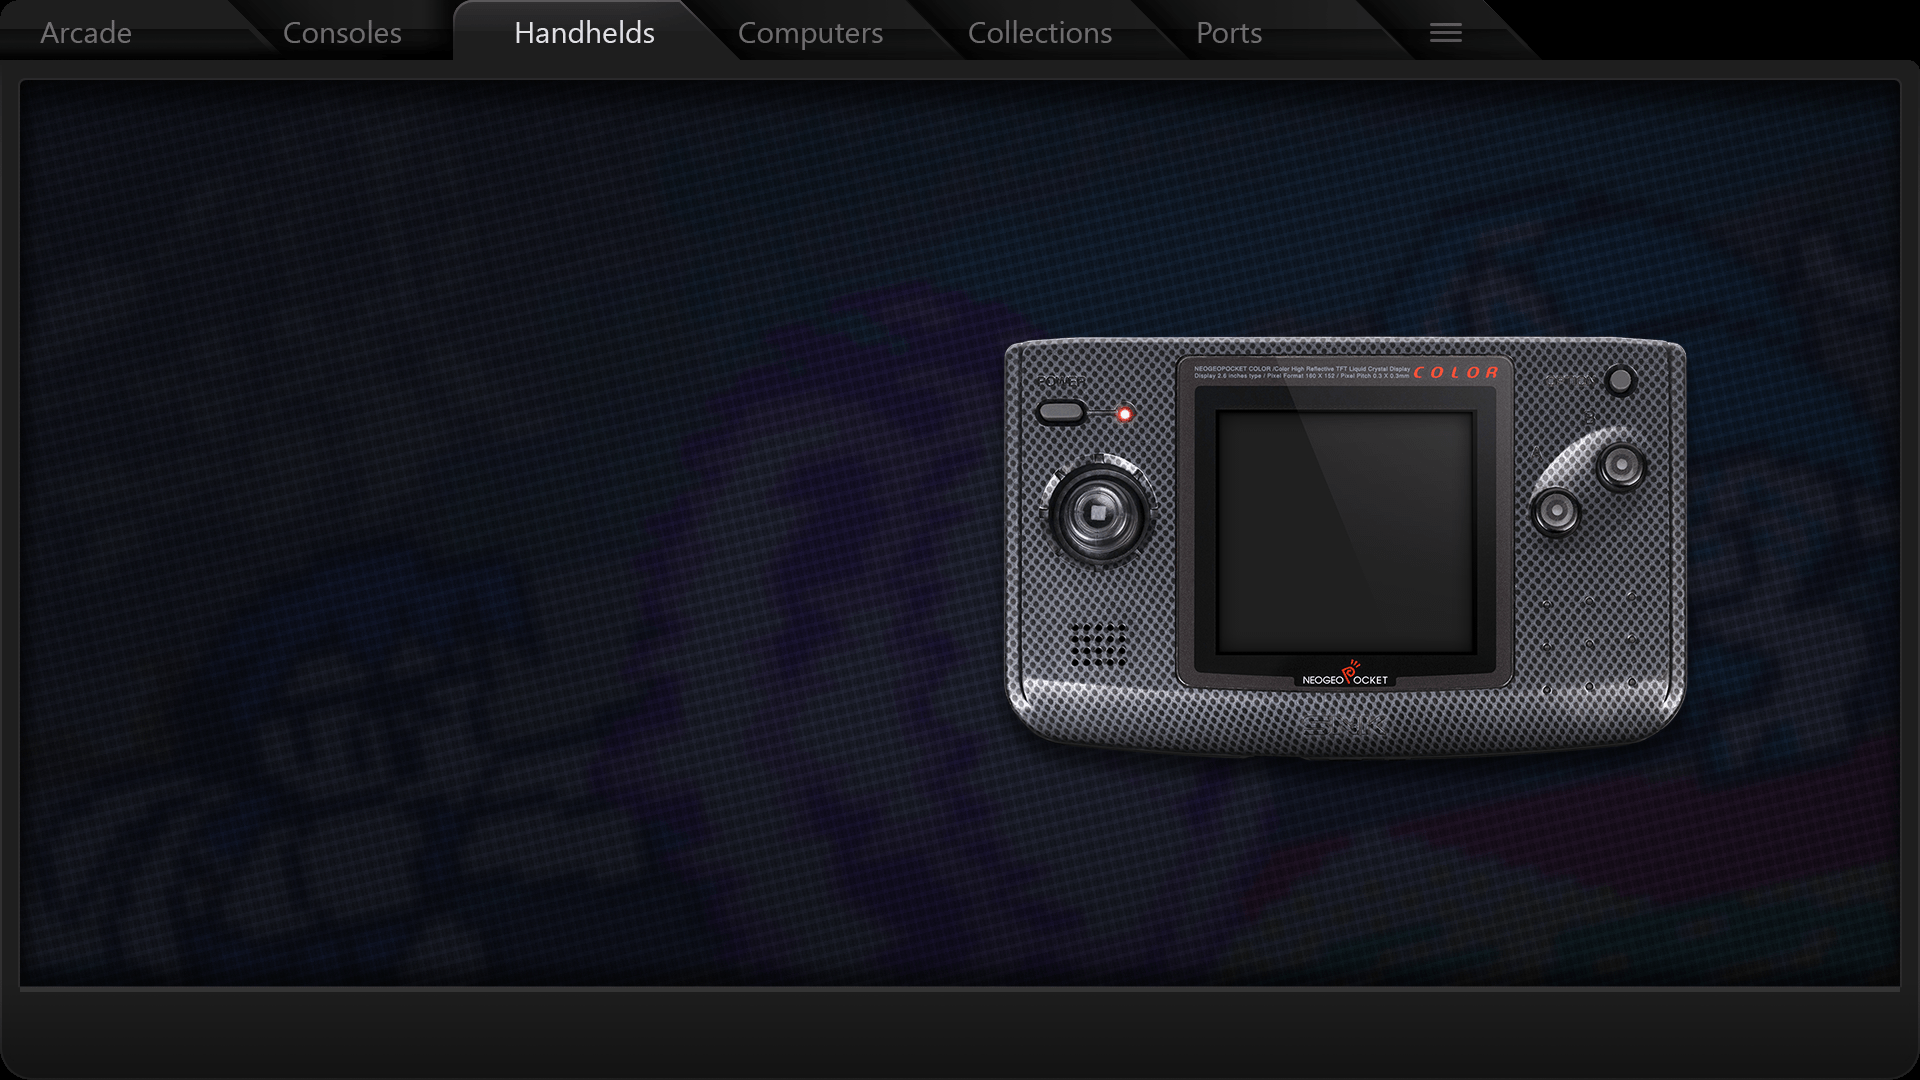 Arcade
Consoles
Handhelds
Computers
Collections
Ports
NEOGEOPOCKET COLOR /Color High Reflective TFT Liquid Crystal Display
Display 2.6 inches type / Pixel Format 160 X 152 / Pixel Pitch 0.3 X 0.3mm
COLOR
POWER
OPTION
B
A
NEOGEO POCKET
SNK